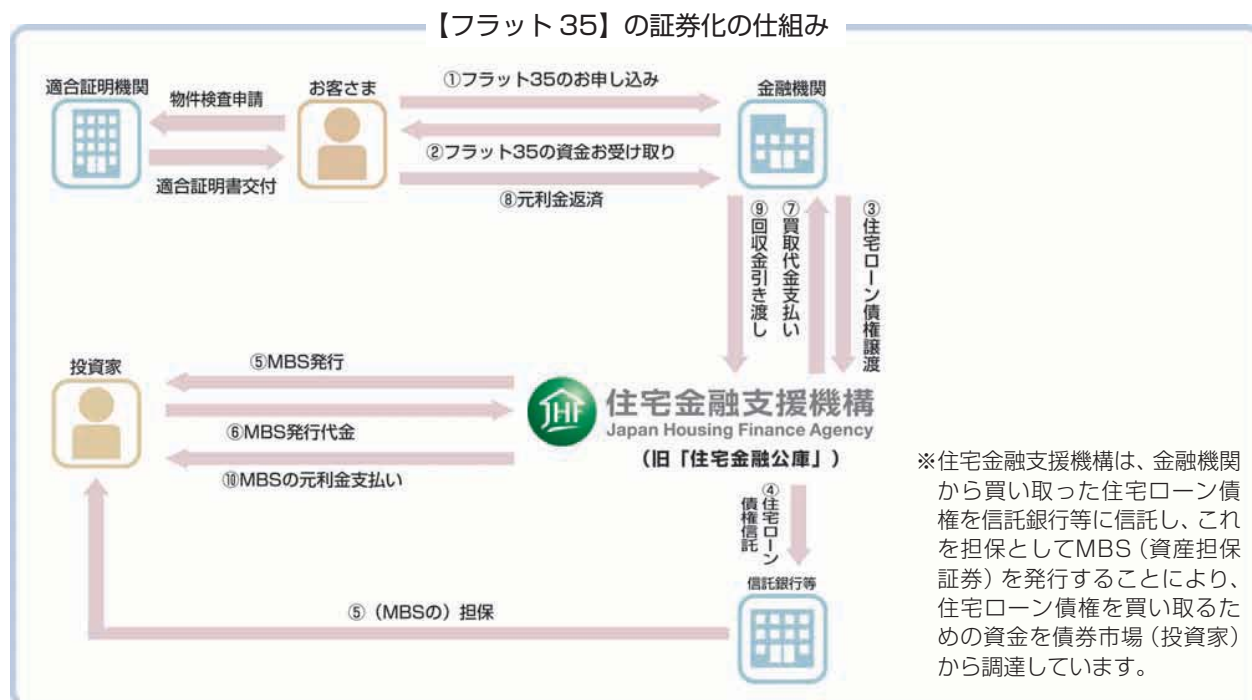 【フラット 35】の証券化の仕組み
適合証明機関
物件検査申請
お客さま
①フラット35のお申し込み
金融機関
②フラット35の資金お受け取り
適合証明書交付
⑧元利金返済
⑨回収金引き渡し
⑦買取代金支払い
③住宅ローン債権譲渡
投資家
⑤MBS発行
⑥MBS発行代金
⑩MBSの元利金支払い
JHF
住宅金融支援機構
Japan Housing Finance Agency
(旧「住宅金融公庫」)
④住宅ローン
債権信託
信託銀行等
⑤（MBSの）担保
※住宅金融支援機構は、金融機関
から買い取った住宅ローン債
権を信託銀行等に信託し、これ
を担保としてMBS（資産担保
証券）を発行することにより、
住宅ローン債権を買い取るた
めの資金を債券市場（投資家）
から調達しています。